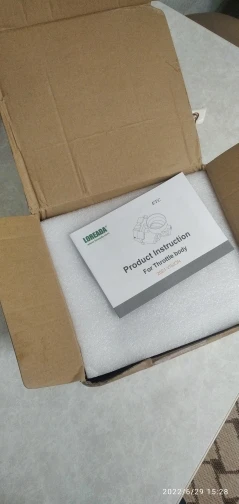 ETC
LOREADA
Product Instruction
For Throttle body
2022/6/29 15:28